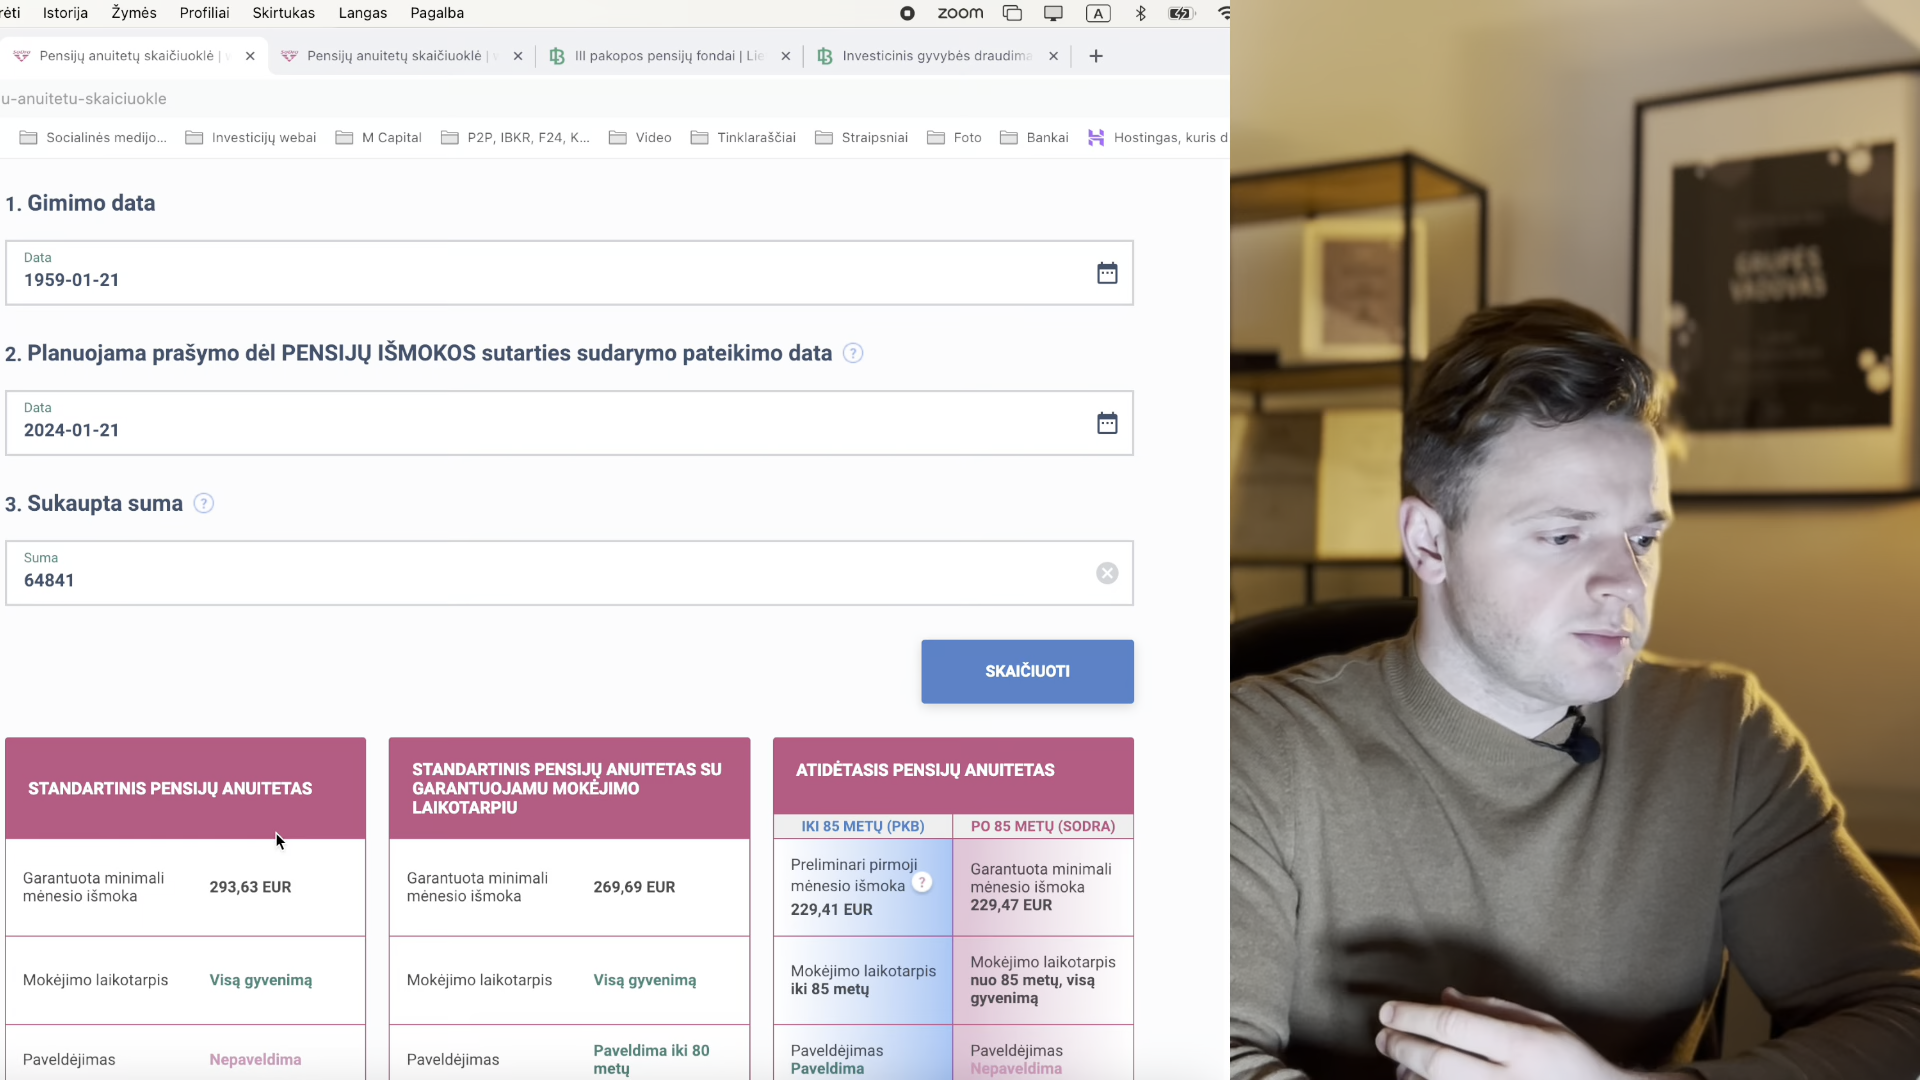 rėti Istorija Žymės Profiliai Skirtukas Langas Pagalba zoom A
Pensijų anuitetų skaičiuoklė | Pensijų anuitetų skaičiuoklė | III pakopos pensijų fondai | Lie Investicinis gyvybės draudima
u-anuitetu-skaiciuokle
Socialinės medijo... Investicijų webai M Capital P2P, IBKR, F24, K... Video Tinklaraščiai Straipsniai Foto Bankai Hostingas, kuris d
1. Gimimo data
Data
1959-01-21
2. Planuojama prašymo dėl PENSIJŲ IŠMOKOS sutarties sudarymo pateikimo data ?
Data
2024-01-21
3. Sukaupta suma ?
Suma
64841
SKAIČIUOTI
STANDARTINIS PENSIJŲ ANUITETAS
Garantuota minimali
mėnesio išmoka
293,63 EUR
Mokėjimo laikotarpis Visą gyvenimą
Paveldėjimas Nepaveldima
STANDARTINIS PENSIJŲ ANUITETAS SU
GARANTUOJAMU MOKĖJIMO
LAIKOTARPIU
Garantuota minimali
mėnesio išmoka
269,69 EUR
Mokėjimo laikotarpis Visą gyvenimą
Paveldėjimas
Paveldima iki 80
metų
ATIDĖTASIS PENSIJŲ ANUITETAS
IKI 85 METŲ (PKB) PO 85 METŲ (SODRA)
Preliminari pirmoji
mėnesio išmoka ?
229,41 EUR
Garantuota minimali
mėnesio išmoka
229,47 EUR
Mokėjimo laikotarpis
iki 85 metų
Mokėjimo laikotarpis
nuo 85 metų, visą
gyvenimą
Paveldėjimas
Paveldima
Paveldėjimas
Nepaveldima
GRUPĖS
VADOVAS